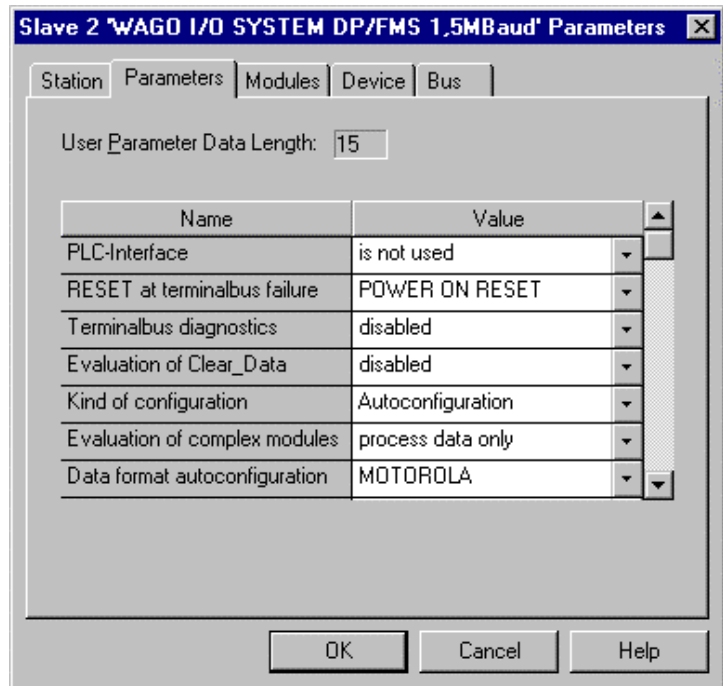 Slave 2 'WAGO I/O SYSTEM DP/FMS 1,5MBaud' Parameters
Station Parameters Modules Device Bus
User Parameter Data Length: 15
Name Value
PLC-Interface is not used
RESET at terminalbus failure POWER ON RESET
Terminalbus diagnostics disabled
Evaluation of Clear_Data disabled
Kind of configuration Autoconfiguration
Evaluation of complex modules process data only
Data format autoconfiguration MOTOROLA
OK Cancel Help